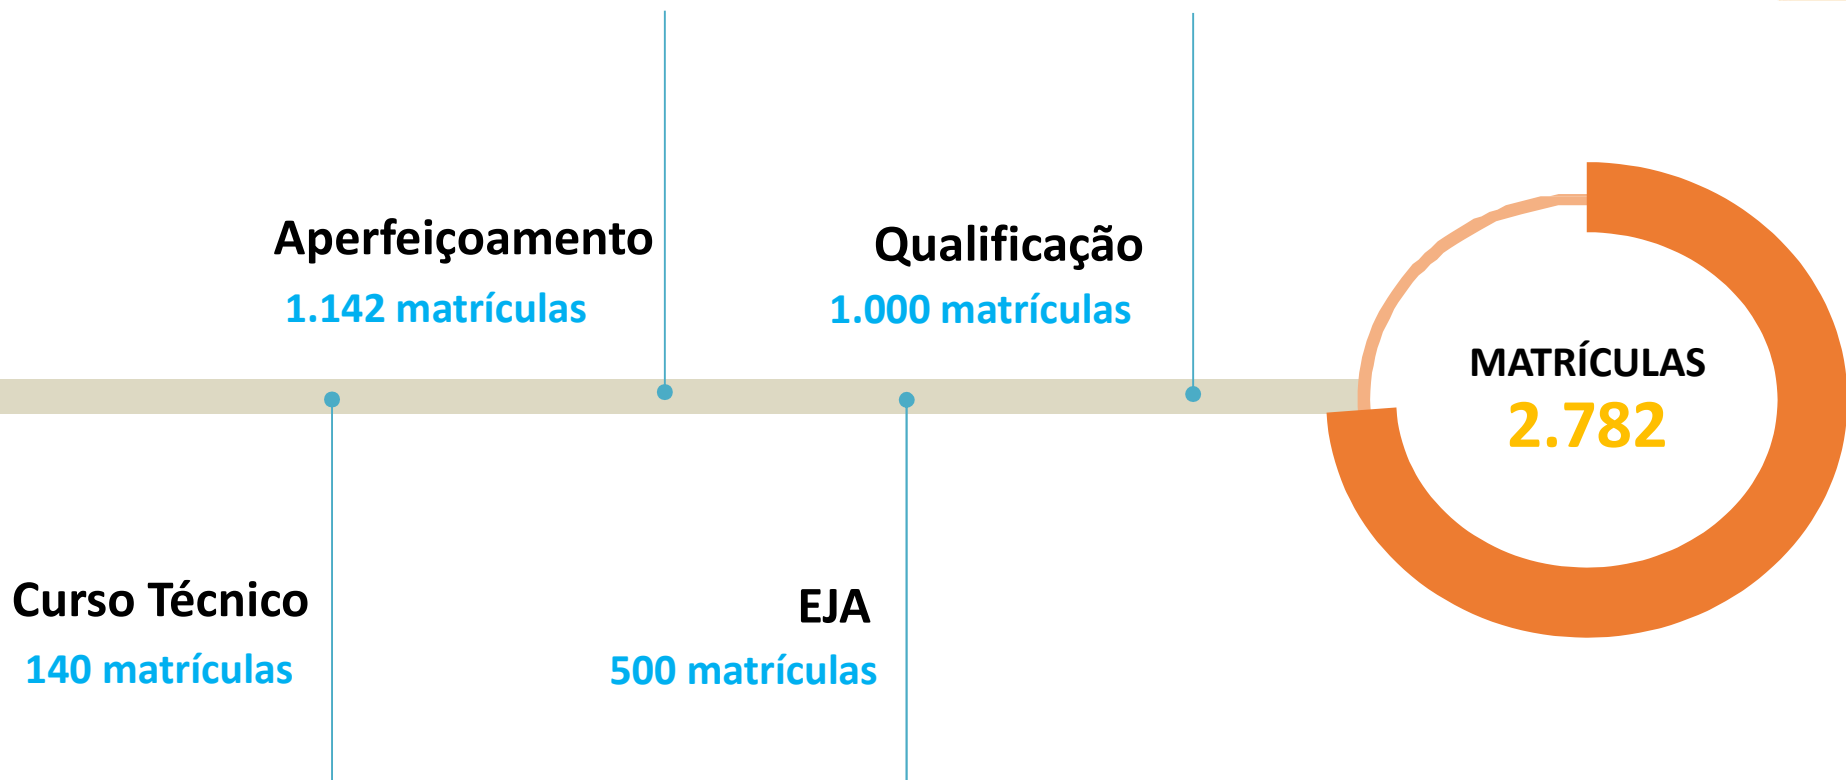 Aperfeiçoamento
1.142 matrículas
Qualificação
1.000 matrículas
MATRÍCULAS
2.782
Curso Técnico
140 matrículas
EJA
500 matrículas